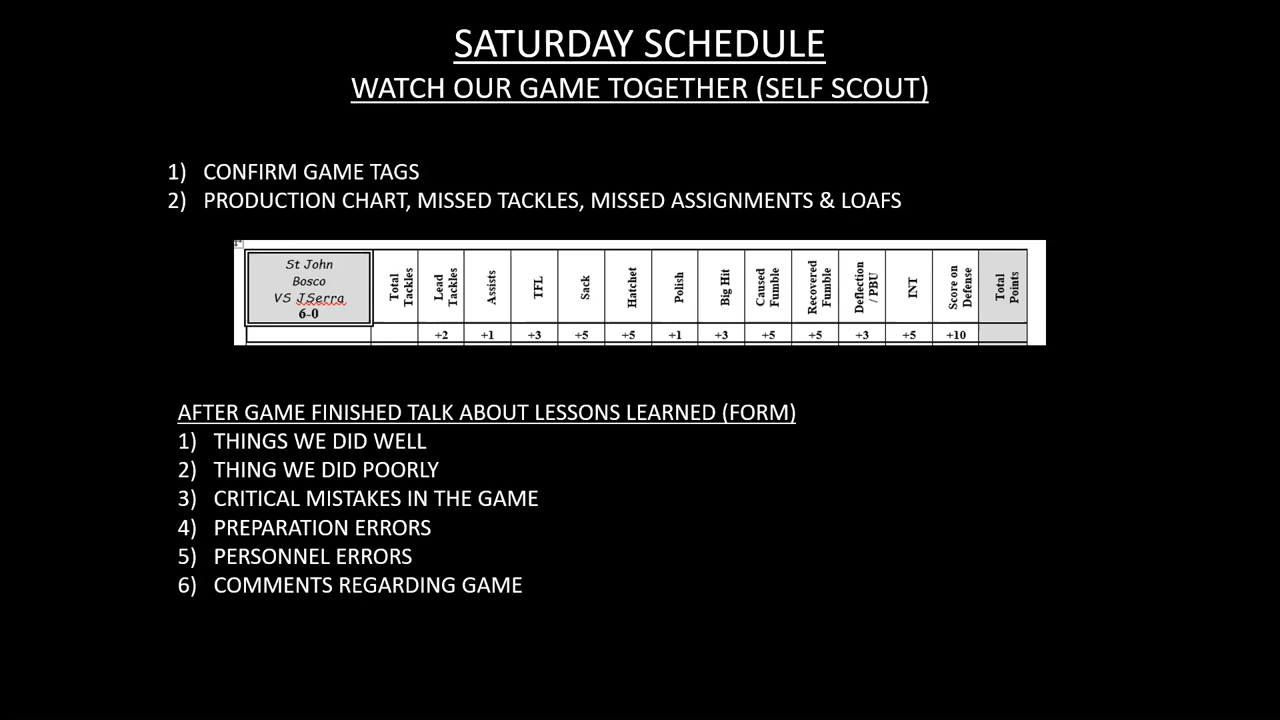 SATURDAY SCHEDULE
WATCH OUR GAME TOGETHER (SELF SCOUT)
1) CONFIRM GAME TAGS
2) PRODUCTION CHART, MISSED TACKLES, MISSED ASSIGNMENTS & LOAFS
St John
Bosco
VS JSerra
6-0
Total
Tackles
Lead
Tackles
Assists
TFL
Sack
Hatchet
Polish
Big Hit
Caused
Fumble
Recovered
Fumble
Deflection
/ PBU
INT
Score on
Defense
Total
Points
+2 +1 +3 +5 +5 +1 +3 +5 +5 +3 +5 +10
AFTER GAME FINISHED TALK ABOUT LESSONS LEARNED (FORM)
1) THINGS WE DID WELL
2) THING WE DID POORLY
3) CRITICAL MISTAKES IN THE GAME
4) PREPARATION ERRORS
5) PERSONNEL ERRORS
6) COMMENTS REGARDING GAME